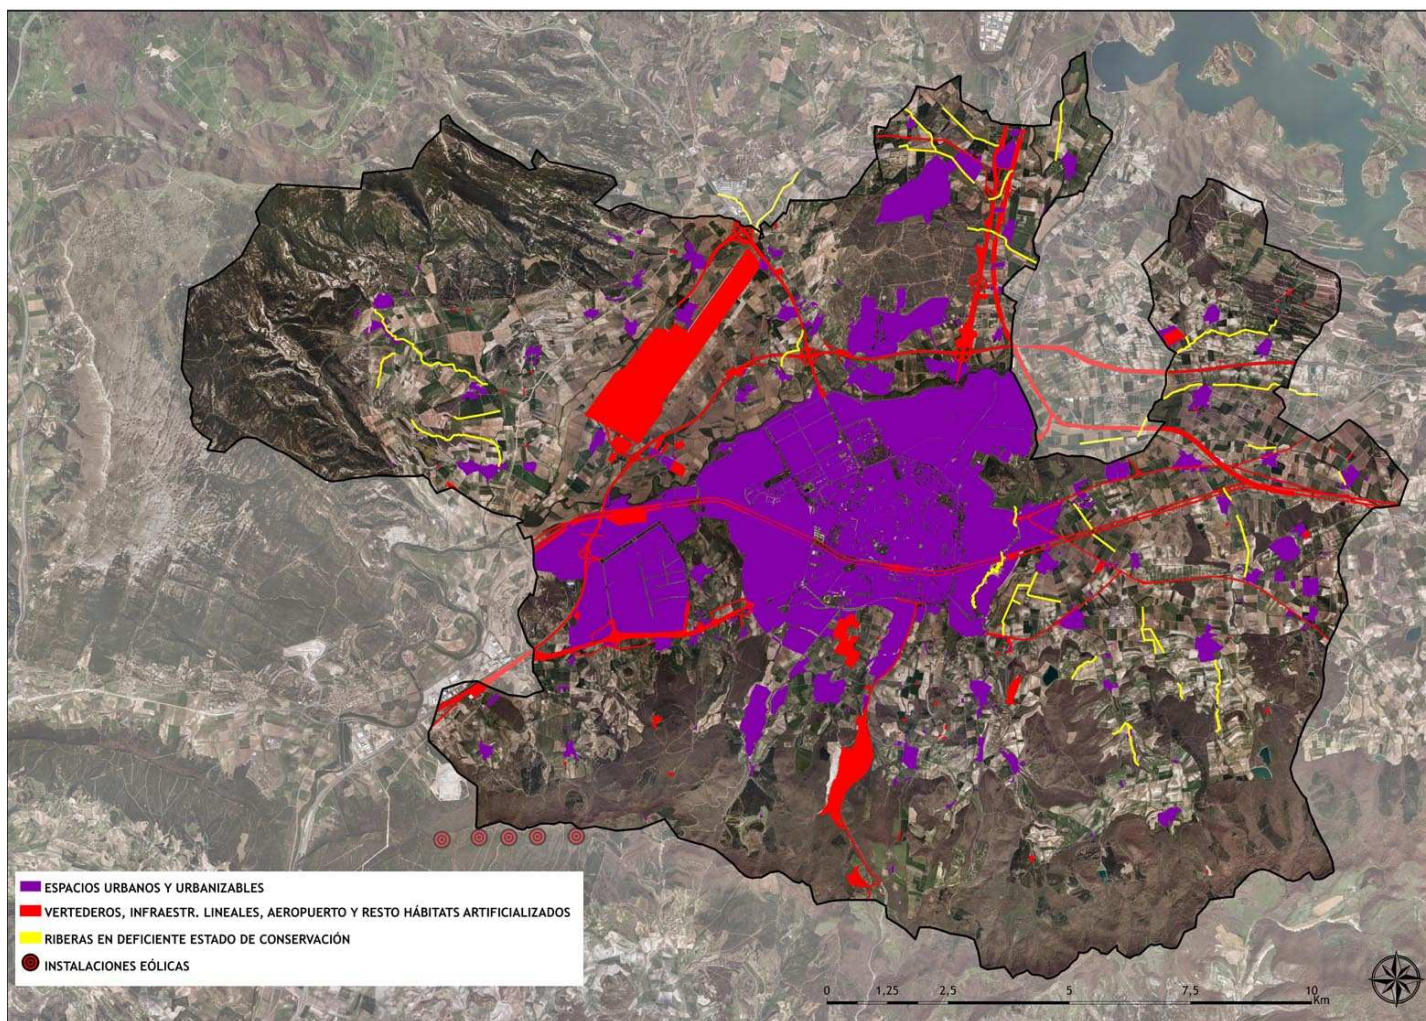 ESPACIOS URBANOS Y URBANIZABLES
VERTEDEROS, INFRAESTR. LINEALES, AEROPUERTO Y RESTO HÁBITATS ARTIFICIALIZADOS
RIBERAS EN DEFICIENTE ESTADO DE CONSERVACIÓN
INSTALACIONES EÓLICAS
0 1,25 2,5 5 7,5 10
Km